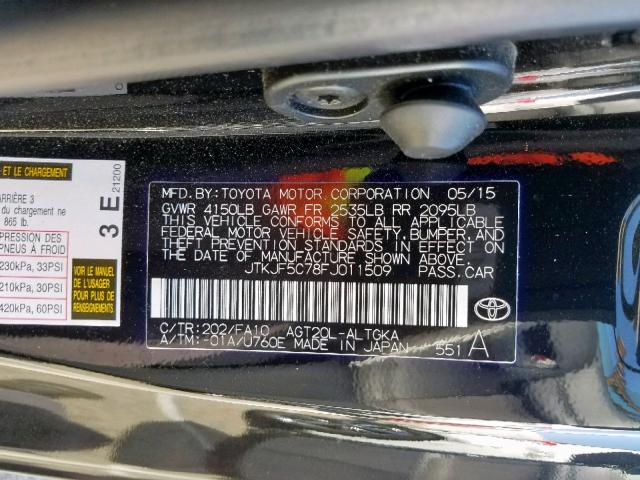 ET LE CHARGEMENT
ARRIÈRE 3
du chargement ne
865 lb.
PRESSION DES
PNEUS À FROID
230kPa, 33PSI
210kPa, 30PSI
420kPa, 60PSI
VOIR LE MANUEL
DE L'USAGER
POUR PLUS DE
RENSEIGNEMENTS
3 E
21200
MFD. BY: TOYOTA MOTOR CORPORATION 05/15
GVWR 4150LB GAWR FR 2535LB RR 2095LB
THIS VEHICLE CONFORMS TO ALL APPLICABLE
FEDERAL MOTOR VEHICLE SAFETY, BUMPER, AND
THEFT PREVENTION STANDARDS IN EFFECT ON
THE DATE OF MANUFACTURE SHOWN ABOVE.
JTKJF5C78FJ011509 PASS. CAR
C/TR: 202/FA10 AGT20L-ALTGKA
A/TM: -01A/U760E MADE IN JAPAN 551 A